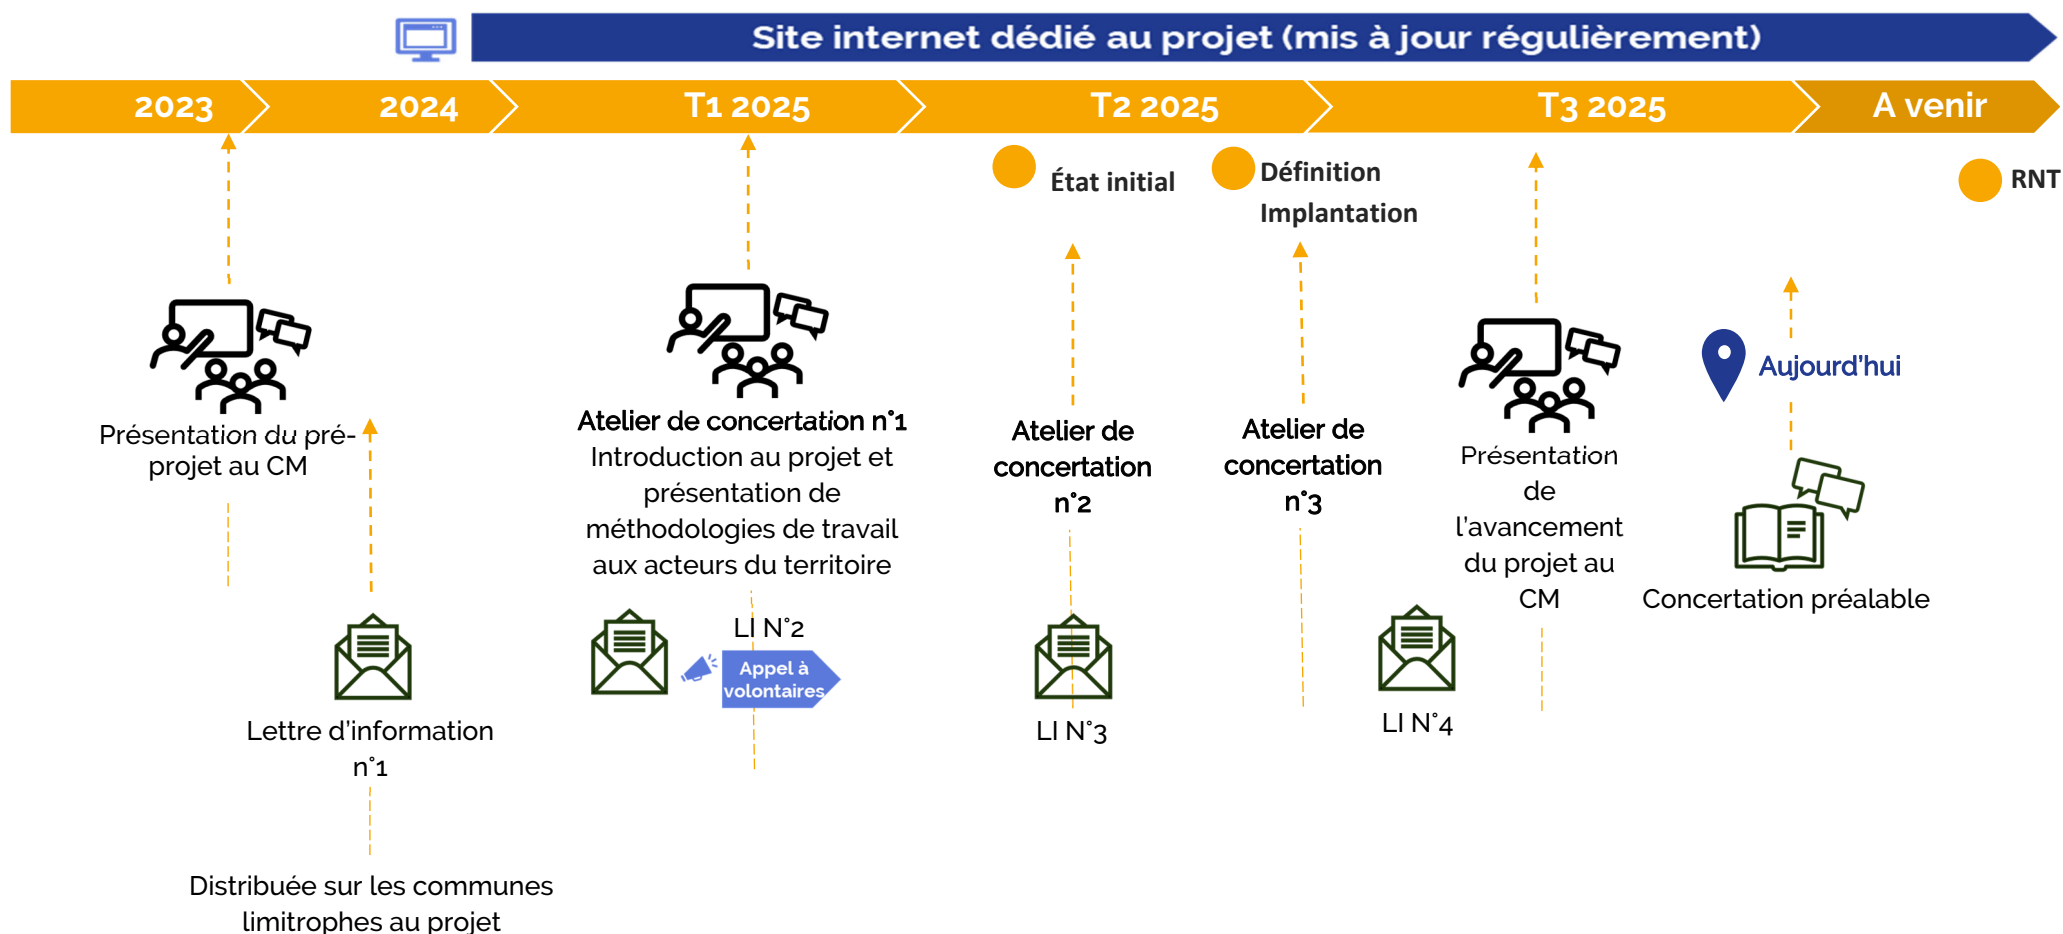 Site internet dédié au projet (mis à jour régulièrement)
2023
2024
T1 2025
T2 2025
T3 2025
A venir
État initial
Définition
Implantation
RNT
Présentation du pré-
projet au CM
Atelier de concertation n°1
Introduction au projet et
présentation de
méthodologies de travail
aux acteurs du territoire
Atelier de
concertation
n°2
Atelier de
concertation
n°3
Présentation
de
l'avancement
du projet au
CM
Aujourd'hui
Concertation préalable
Lettre d'information
n°1
LI N°2
Appel à
volontaires
LI N°3
LI N°4
Distribuée sur les communes
limitrophes au projet